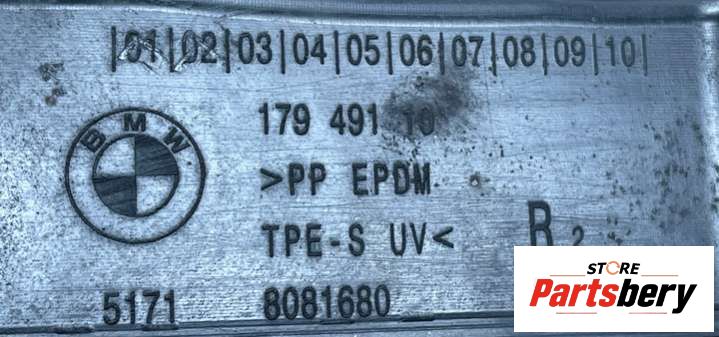 |01|02|03|04|05|06|07|08|09|10|
BMW
179 491 10
>PP EPDM
TPE-S UV<
R 2
5171 8081680
STORE
Partsbery